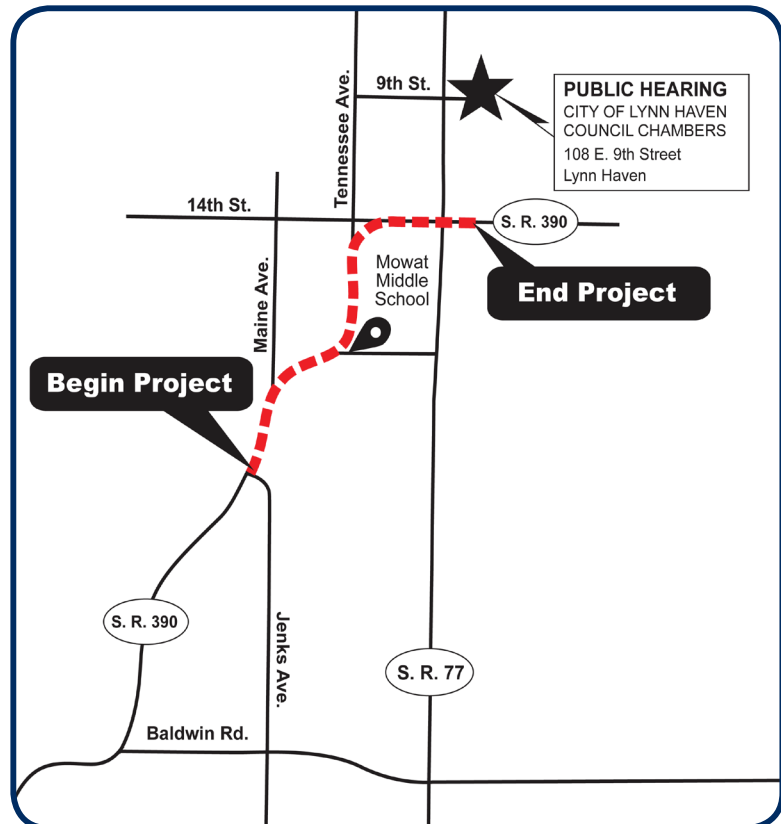 Tennessee Ave.
9th St.
PUBLIC HEARING
CITY OF LYNN HAVEN
COUNCIL CHAMBERS
108 E. 9th Street
Lynn Haven
14th St.
S. R. 390
Maine Ave.
Mowat
Middle
School
End Project
Begin Project
S. R. 390
Jenks Ave.
S. R. 77
Baldwin Rd.